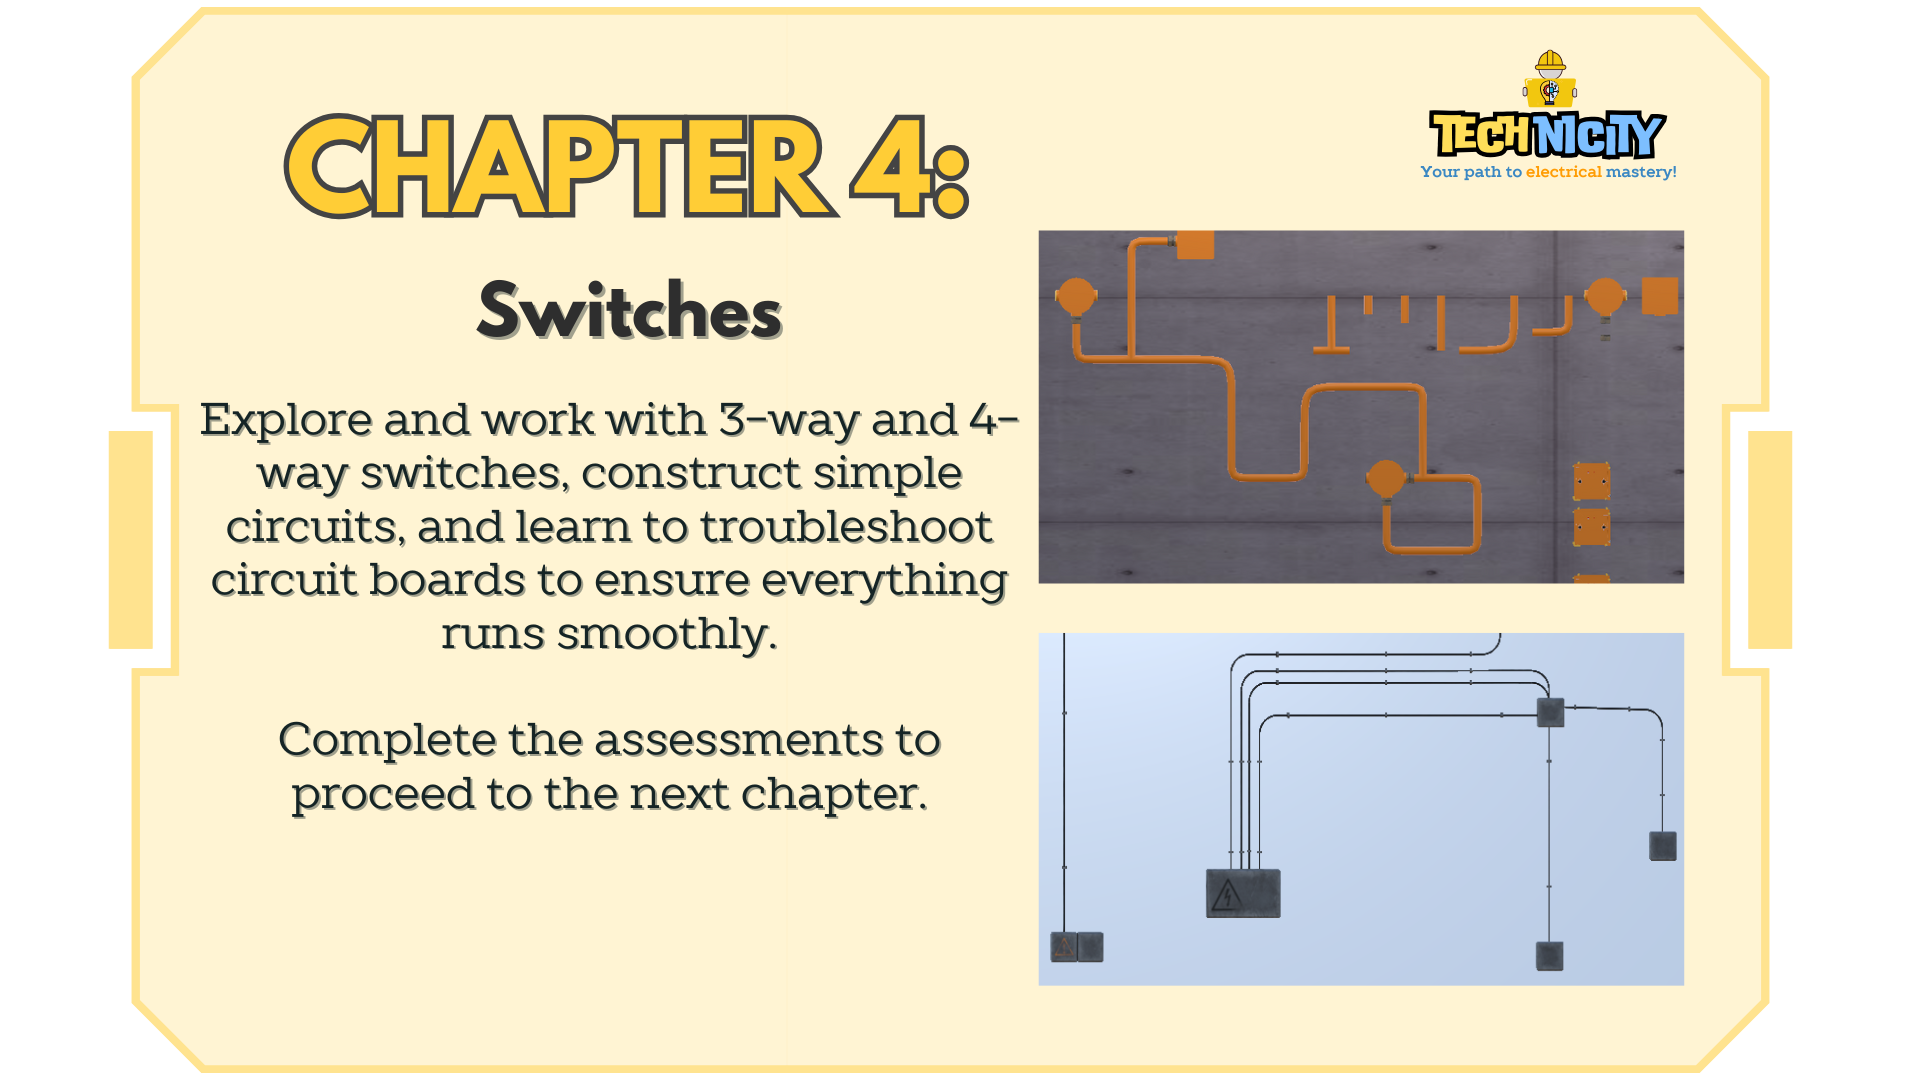 CHAPTER 4:
TECHNICITY
Your path to electrical mastery!
Switches
Explore and work with 3-way and 4-
way switches, construct simple
circuits, and learn to troubleshoot
circuit boards to ensure everything
runs smoothly.
Complete the assessments to
proceed to the next chapter.